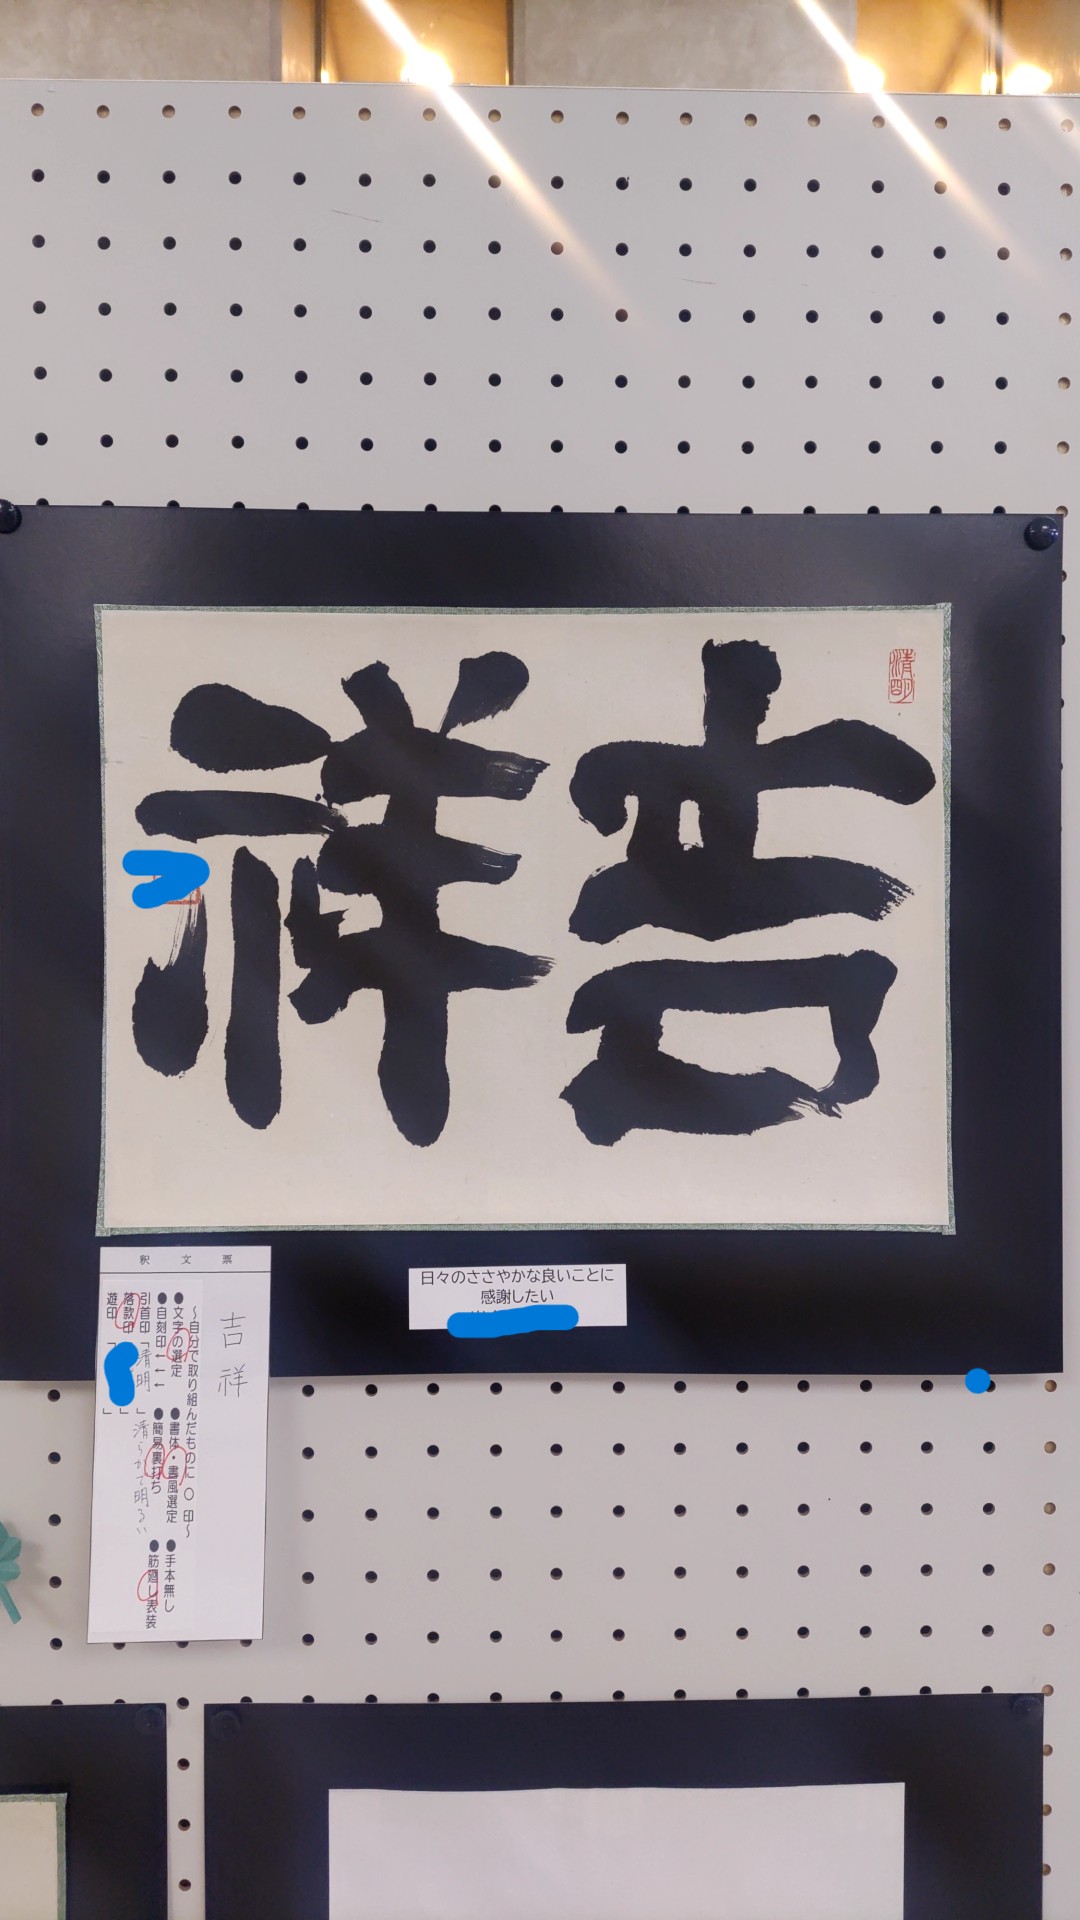 吉祥
清明
日々のささやかな良いことに
感謝したい
釈文票
吉祥
~自分で取り組んだものに ○ 印~
●文字の選定 ●書体・書風選定 ●手本無し
●自刻印←←← ●簡易裏打ち ●筋廻し表装
引首印「清明」清らかで明るい
落款印「 」
遊印「 」